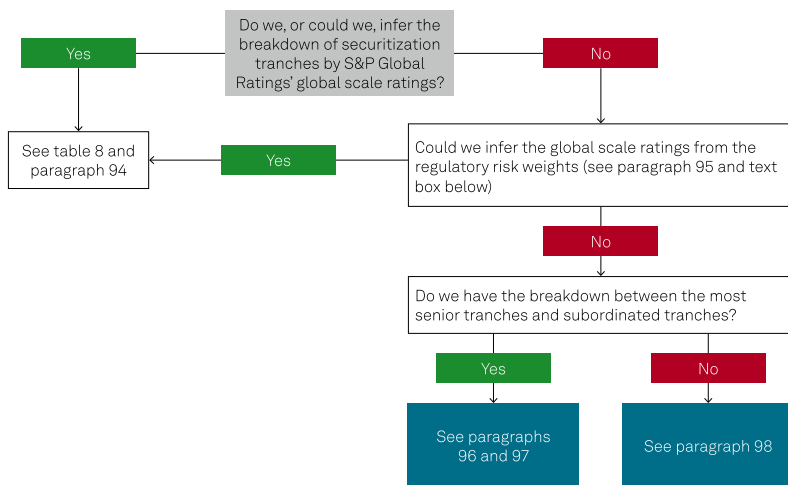 Do we, or could we, infer the
breakdown of securitization
tranches by S&P Global
Ratings’ global scale ratings?
Yes
No
See table 8 and
paragraph 94
Yes
Could we infer the global scale ratings from the
regulatory risk weights (see paragraph 95 and text
box below)
No
Do we have the breakdown between the most
senior tranches and subordinated tranches?
Yes
No
See paragraphs
96 and 97
See paragraph 98